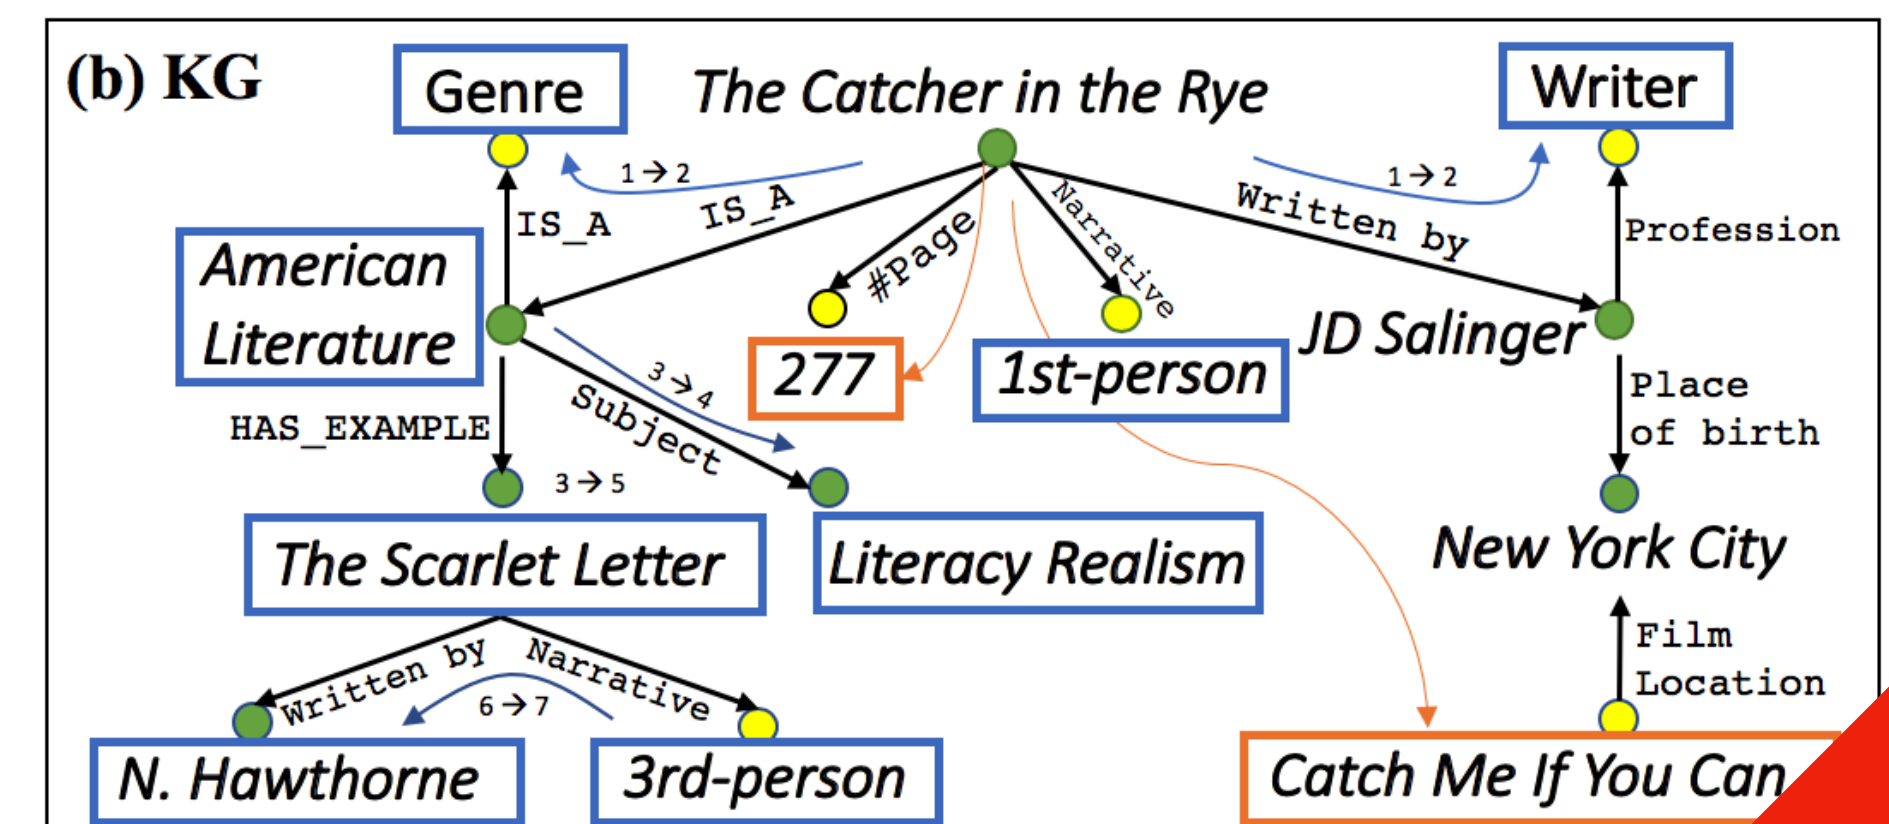 (b) KG
Genre
The Catcher in the Rye
Writer
1→2
IS_A
IS_A
#Page
Narrative
Written by
1→2
Profession
American
Literature
277
1st-person
JD Salinger
HAS_EXAMPLE
3→4
Subject
3→5
Place
of birth
The Scarlet Letter
Literacy Realism
New York City
Written by
Narrative
6→7
Film
Location
N. Hawthorne
3rd-person
Catch Me If You Can